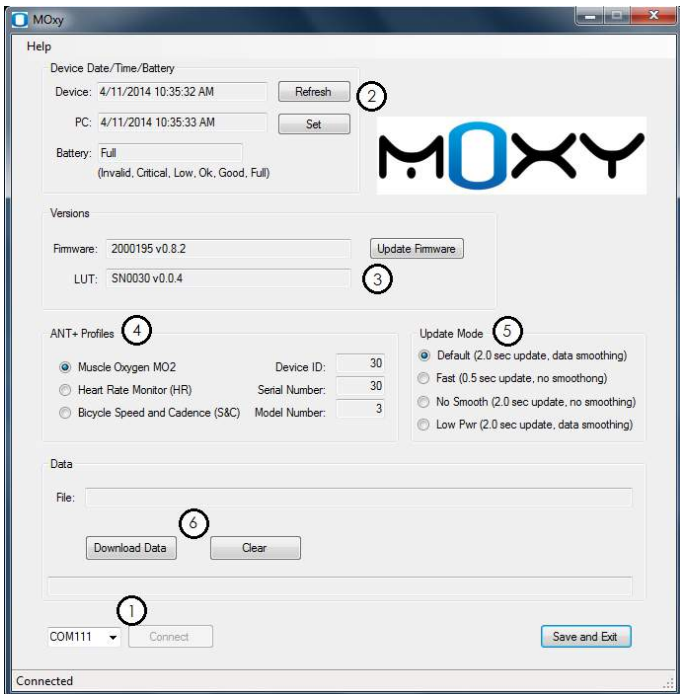 MOxy
Help
Device Date/Time/Battery
Device: 4/11/2014 10:35:32 AM Refresh 2
PC: 4/11/2014 10:35:33 AM Set
Battery: Full
(Invalid, Critical, Low, Ok, Good, Full)
MOXY
Versions
Firmware: 2000195 v0.8.2 Update Firmware
LUT: SN0030 v0.0.4 3
ANT+ Profiles 4
Muscle Oxygen MO2 Device ID: 30
Heart Rate Monitor (HR) Serial Number: 30
Bicycle Speed and Cadence (S&C) Model Number: 3
Update Mode 5
Default (2.0 sec update, data smoothing)
Fast (0.5 sec update, no smoothong)
No Smooth (2.0 sec update, no smoothing)
Low Pwr (2.0 sec update, data smoothing)
Data
File:
6
Download Data Clear
1
COM111 Connect Save and Exit
Connected